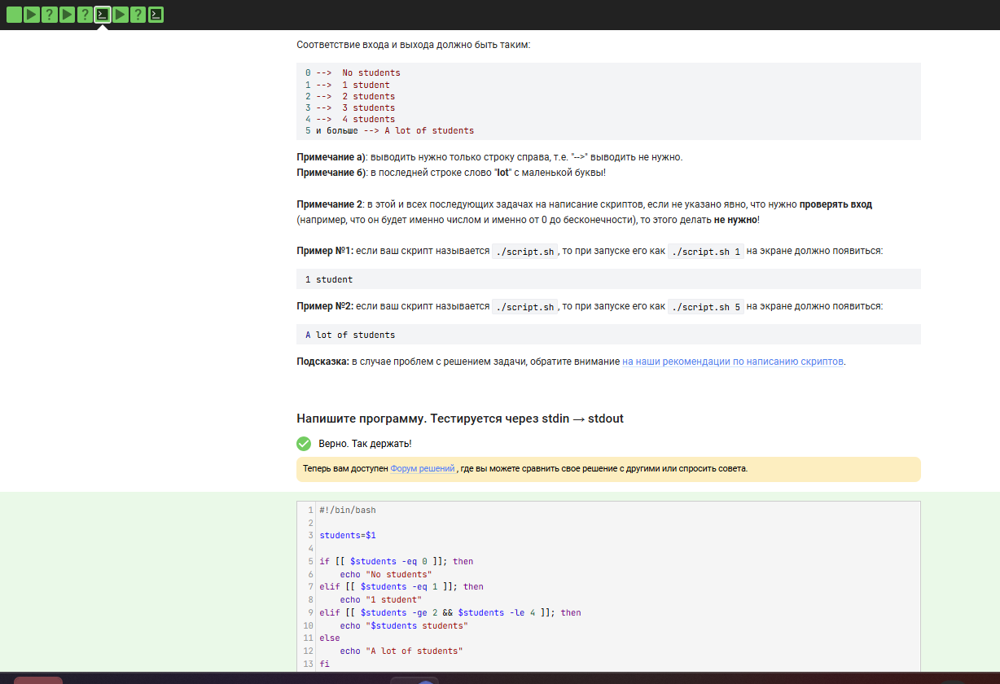 Соответствие входа и выхода должно быть таким:
0 -->  No students
1 -->  1 student
2 -->  2 students
3 -->  3 students
4 -->  4 students
5 и больше --> A lot of students
Примечание а): выводить нужно только строку справа, т.е. "-->" выводить не нужно.
Примечание б): в последней строке слово "lot" с маленькой буквы!
Примечание 2: в этой и всех последующих задачах на написание скриптов, если не указано явно, что нужно проверять вход
(например, что он будет именно числом и именно от 0 до бесконечности), то этого делать не нужно!
Пример №1: если ваш скрипт называется ./script.sh , то при запуске его как ./script.sh 1 на экране должно появиться:
1 student
Пример №2: если ваш скрипт называется ./script.sh , то при запуске его как ./script.sh 5 на экране должно появиться:
A lot of students
Подсказка: в случае проблем с решением задачи, обратите внимание на наши рекомендации по написанию скриптов.
Напишите программу. Тестируется через stdin → stdout
Верно. Так держать!
Теперь вам доступен Форум решений , где вы можете сравнить свое решение с другими или спросить совета.
1 #!/bin/bash
2
3 students=$1
4
5 if [[ $students -eq 0 ]]; then
6     echo "No students"
7 elif [[ $students -eq 1 ]]; then
8     echo "1 student"
9 elif [[ $students -ge 2 && $students -le 4 ]]; then
10     echo "$students students"
11 else
12     echo "A lot of students"
13 fi